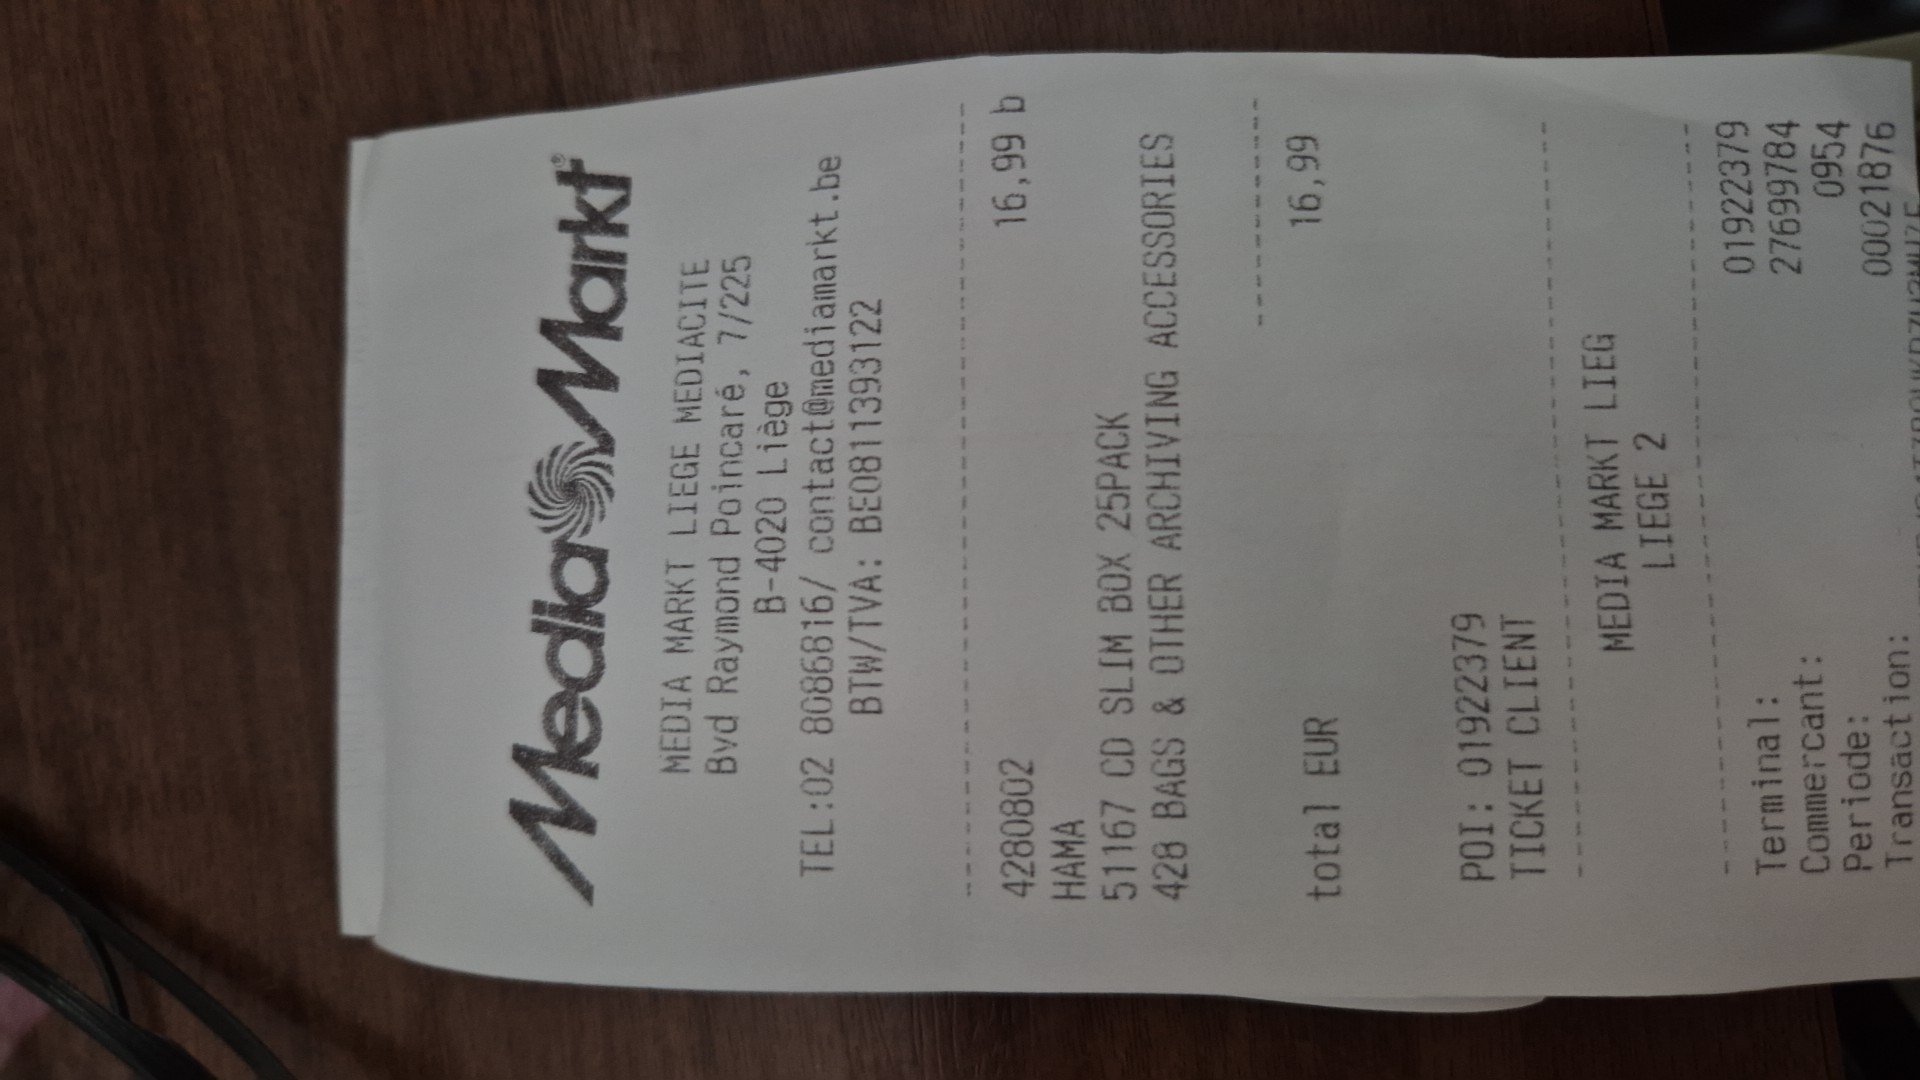 MediaMarkt®
MEDIA MARKT LIEGE MEDIACITE
Bvd Raymond Poincaré, 7/225
B-4020 Liège
TEL:02 8086816/ contact@mediamarkt.be
BTW/TVA: BE0811393122
4280802 16,99 b
HAMA
51167 CD SLIM BOX 25PACK
428 BAGS & OTHER ARCHIVING ACCESSORIES
total EUR 16,99
POI: 01922379
TICKET CLIENT
MEDIA MARKT LIEG
LIEGE 2
Terminal: 01922379
Commercant: 27699784
Periode: 0954
Transaction: 00021876